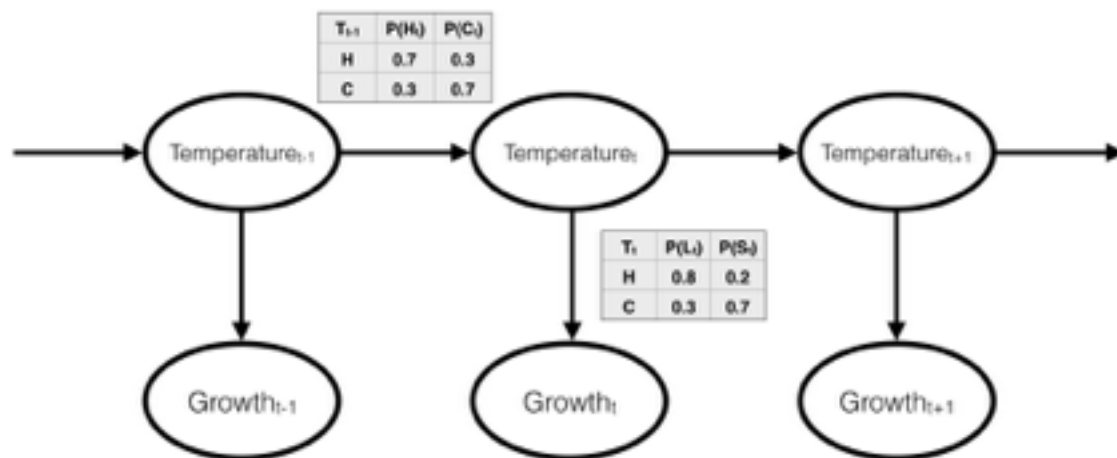 Tt-1 P(Ht) P(Ct)
H 0.7 0.3
C 0.3 0.7
Temperaturet-1 Temperaturet Temperaturet+1
Tt P(Lt) P(St)
H 0.8 0.2
C 0.3 0.7
Growtht-1 Growtht Growtht+1